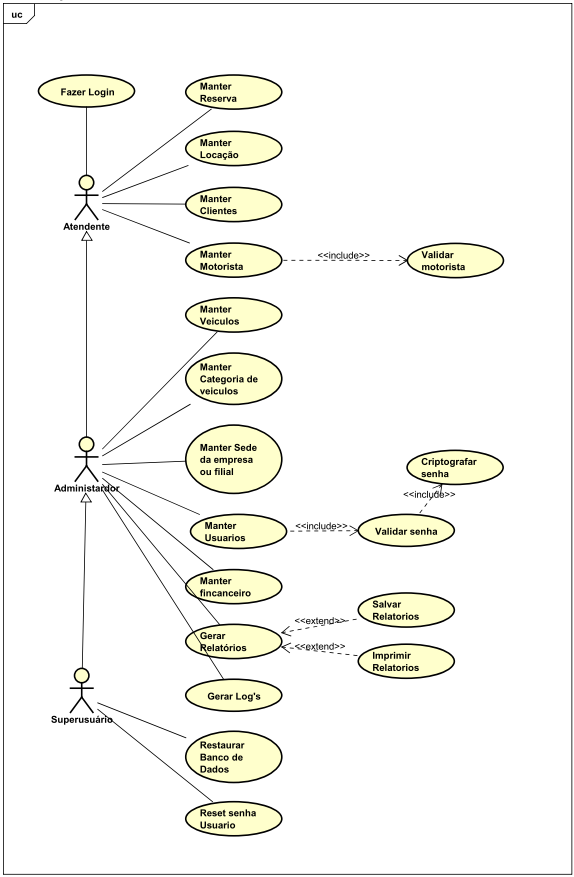 uc
Fazer Login
Manter
Reserva
Manter
Locação
Manter
Clientes
Atendente
Manter
Motorista
<<include>>
Validar
motorista
Manter
Veiculos
Manter
Categoria de
veiculos
Manter Sede
da empresa
ou filial
Administardor
Criptografar
senha
<<include>>
Manter
Usuarios
<<include>>
Validar senha
Manter
fincanceiro
Gerar
Relatórios
<<extend>>
Salvar
Relatorios
<<extend>>
Imprimir
Relatorios
Gerar Log's
Superusuário
Restaurar
Banco de
Dados
Reset senha
Usuario